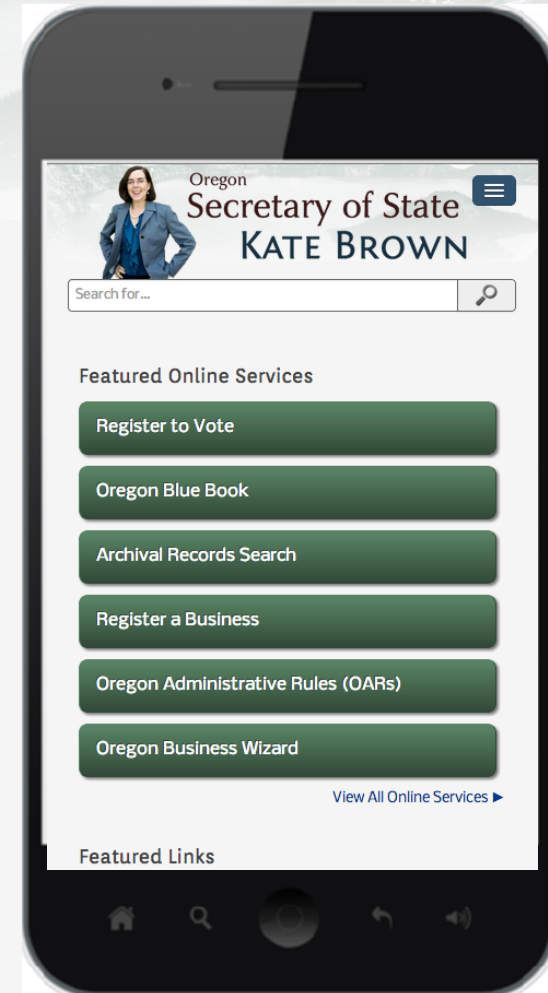 Oregon
Secretary of State
KATE BROWN
Search for...
Featured Online Services
Register to Vote
Oregon Blue Book
Archival Records Search
Register a Business
Oregon Administrative Rules (OARs)
Oregon Business Wizard
View All Online Services ►
Featured Links